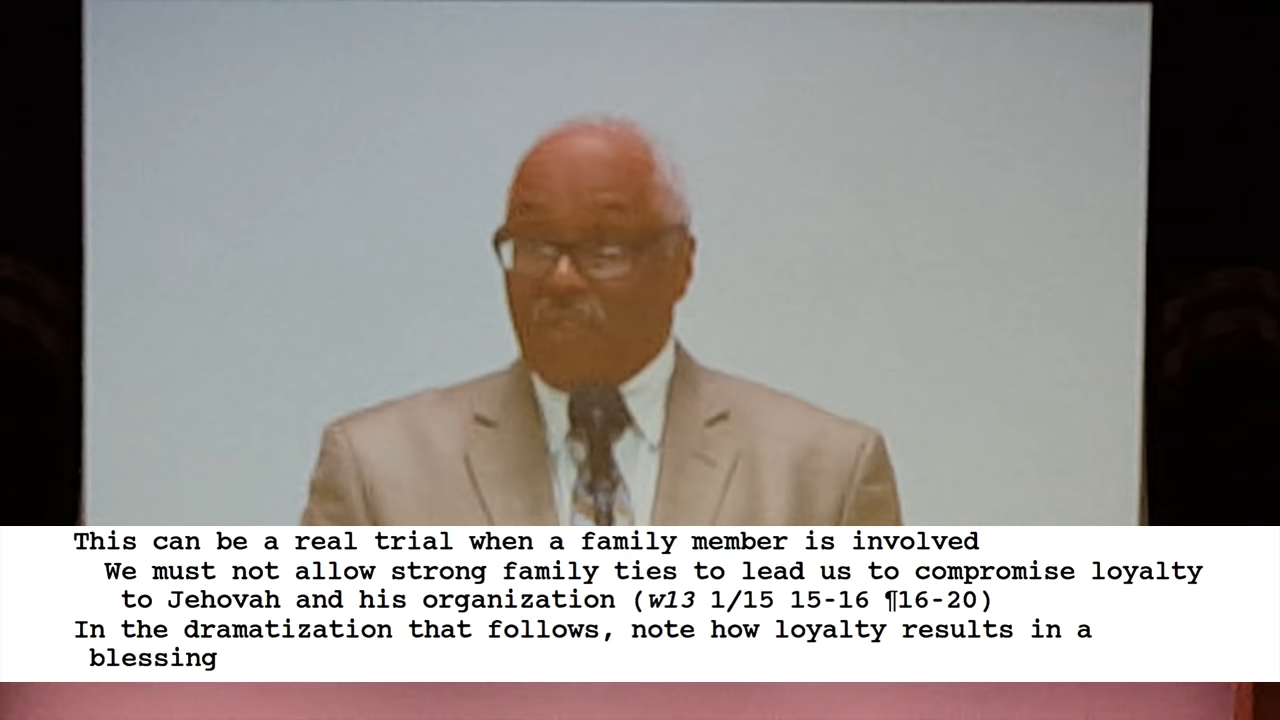 This can be a real trial when a family member is involved
We must not allow strong family ties to lead us to compromise loyalty
to Jehovah and his organization (w13 1/15 15-16 ¶16-20)
In the dramatization that follows, note how loyalty results in a
blessing